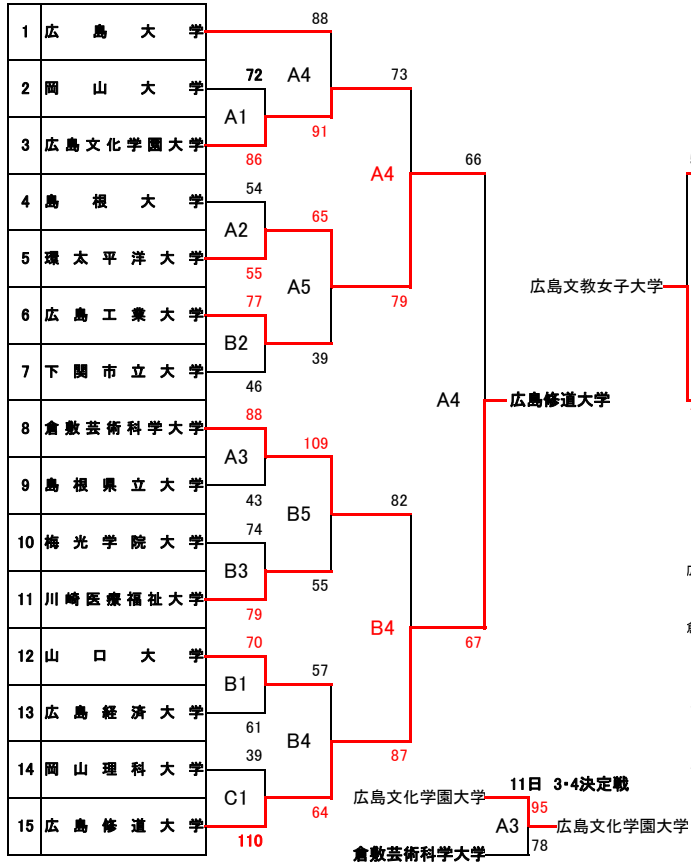 1 広島大学
2 岡山大学
3 広島文化学園大学
4 島根大学
5 環太平洋大学
6 広島工業大学
7 下関市立大学
8 倉敷芸術科学大学
9 島根県立大学
10 梅光学院大学
11 川崎医療福祉大学
12 山口大学
13 広島経済大学
14 岡山理科大学
15 広島修道大学
72
A1
86
54
A2
55
77
B2
46
88
A3
43
74
B3
79
70
B1
61
39
C1
110
88
A4
91
65
A5
39
109
B5
55
57
B4
64
73
A4
79
82
B4
87
66
A4
67
広島修道大学
広島文教女子大学
11日 3・4決定戦
広島文化学園大学
95
A3
広島文化学園大学
78
倉敷芸術科学大学